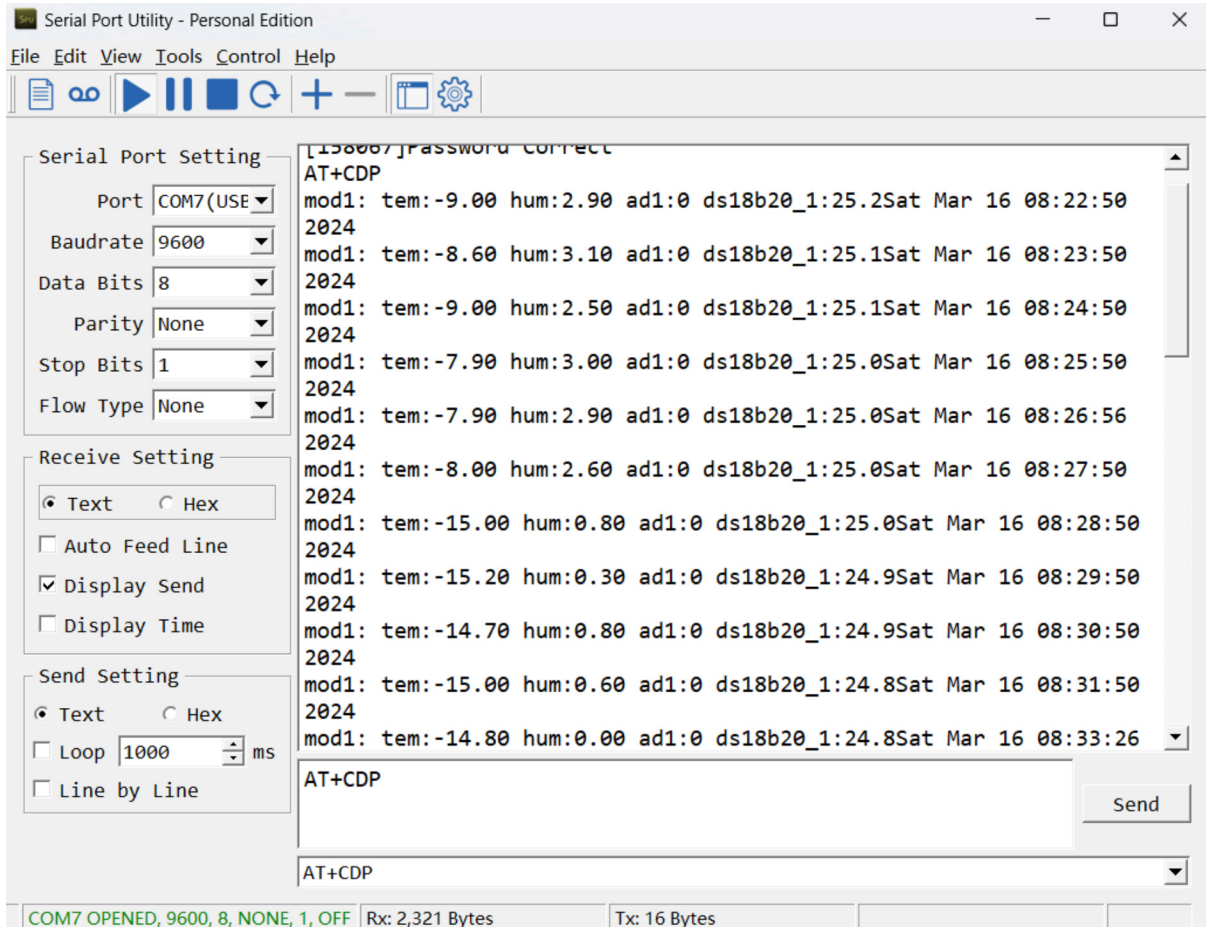 SPU Serial Port Utility - Personal Edition
File Edit View Tools Control Help
Serial Port Setting
Port COM7(USB
Baudrate 9600
Data Bits 8
Parity None
Stop Bits 1
Flow Type None
Receive Setting
Text Hex
Auto Feed Line
Display Send
Display Time
Send Setting
Text Hex
Loop 1000 ms
Line by Line
[158067]Password Correct
AT+CDP
mod1: tem:-9.00 hum:2.90 ad1:0 ds18b20_1:25.2Sat Mar 16 08:22:50
2024
mod1: tem:-8.60 hum:3.10 ad1:0 ds18b20_1:25.1Sat Mar 16 08:23:50
2024
mod1: tem:-9.00 hum:2.50 ad1:0 ds18b20_1:25.1Sat Mar 16 08:24:50
2024
mod1: tem:-7.90 hum:3.00 ad1:0 ds18b20_1:25.0Sat Mar 16 08:25:50
2024
mod1: tem:-7.90 hum:2.90 ad1:0 ds18b20_1:25.0Sat Mar 16 08:26:56
2024
mod1: tem:-8.00 hum:2.60 ad1:0 ds18b20_1:25.0Sat Mar 16 08:27:50
2024
mod1: tem:-15.00 hum:0.80 ad1:0 ds18b20_1:25.0Sat Mar 16 08:28:50
2024
mod1: tem:-15.20 hum:0.30 ad1:0 ds18b20_1:24.9Sat Mar 16 08:29:50
2024
mod1: tem:-14.70 hum:0.80 ad1:0 ds18b20_1:24.9Sat Mar 16 08:30:50
2024
mod1: tem:-15.00 hum:0.60 ad1:0 ds18b20_1:24.8Sat Mar 16 08:31:50
2024
mod1: tem:-14.80 hum:0.00 ad1:0 ds18b20_1:24.8Sat Mar 16 08:33:26
AT+CDP
Send
AT+CDP
COM7 OPENED, 9600, 8, NONE, 1, OFF Rx: 2,321 Bytes Tx: 16 Bytes